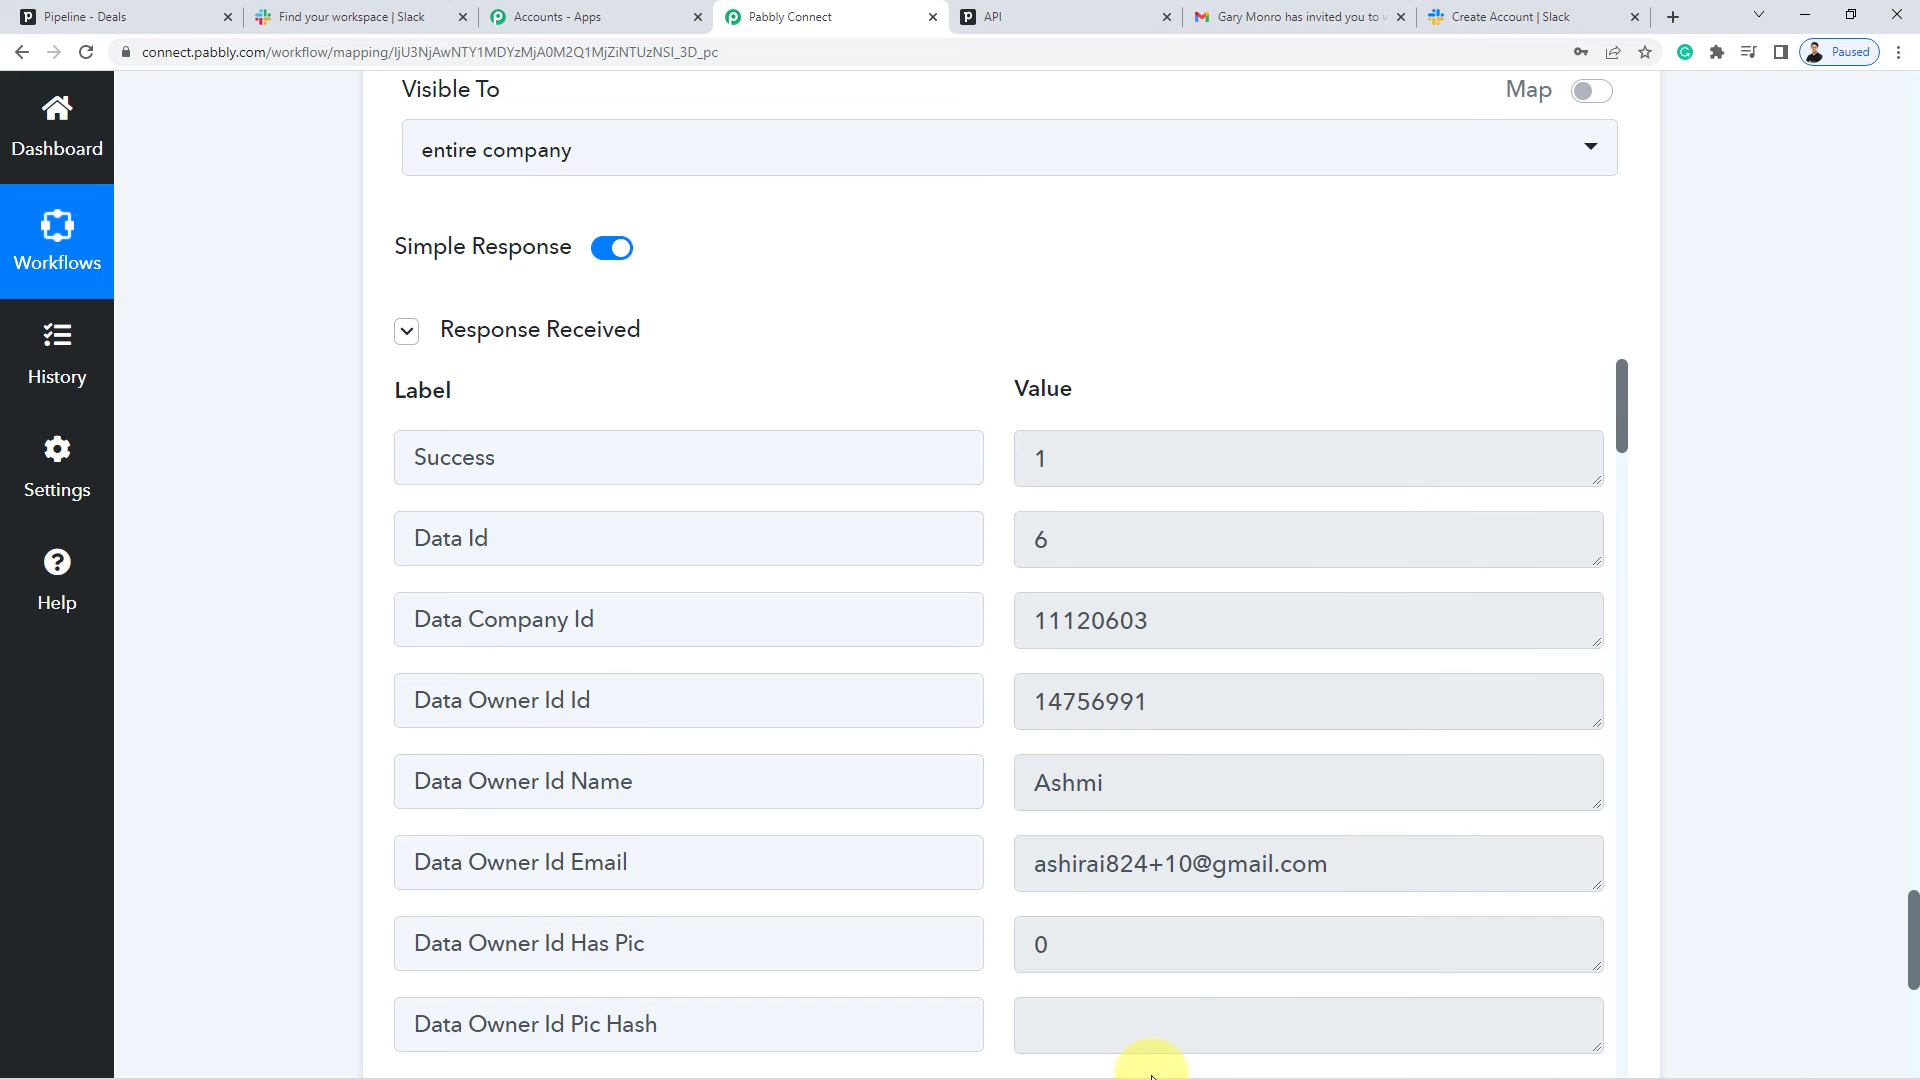 Pipeline - Deals
Find your workspace | Slack
Accounts - Apps
Pabbly Connect
API
Gary Monro has invited you to
Create Account | Slack
connect.pabbly.com/workflow/mapping/IjU3NjAwNTY1MDYzMjA0M2Q1MjZiNTUzNSI_3D_pc
Paused
Dashboard
Workflows
History
Settings
Help
Visible To
Map
entire company
Simple Response
Response Received
Label Value
Success 1
Data Id 6
Data Company Id 11120603
Data Owner Id Id 14756991
Data Owner Id Name Ashmi
Data Owner Id Email ashirai824+10@gmail.com
Data Owner Id Has Pic 0
Data Owner Id Pic Hash